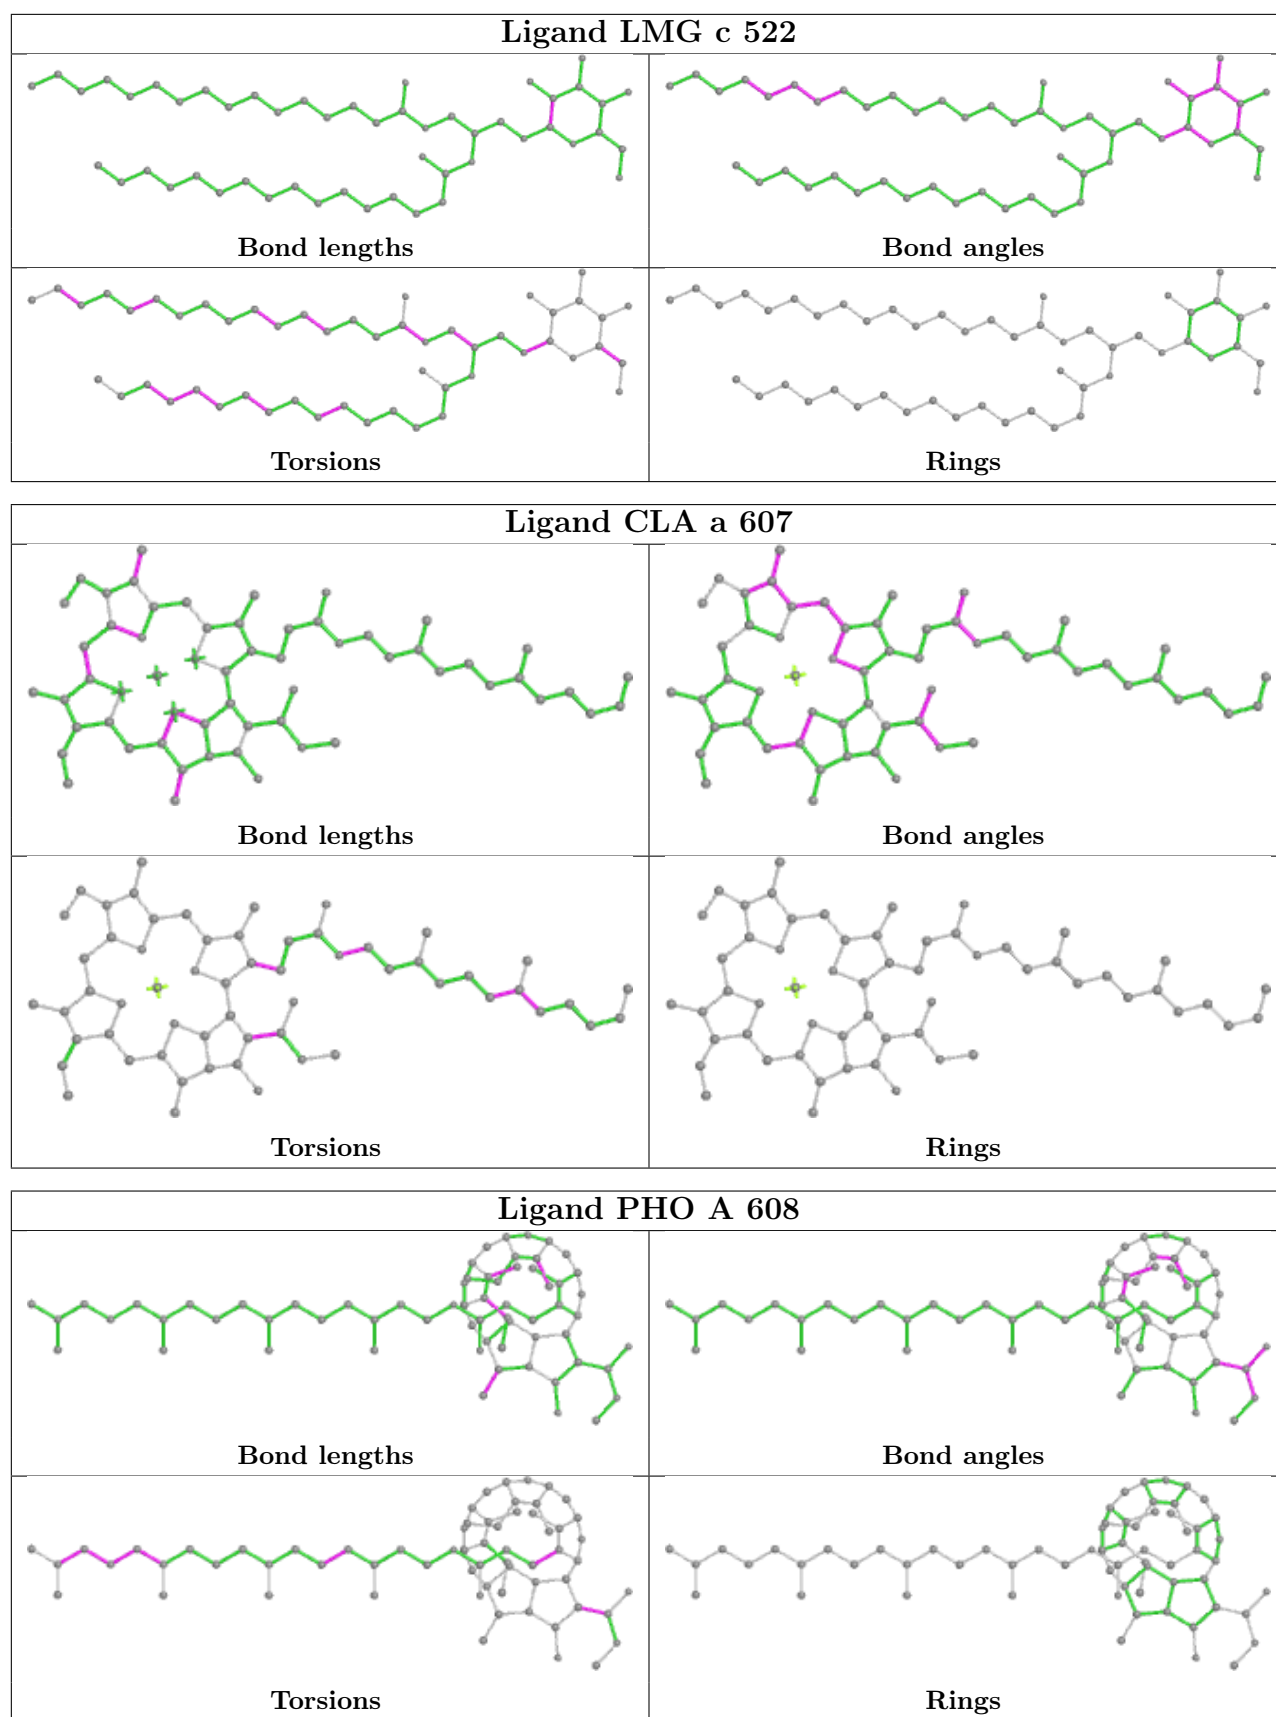 Ligand LMG c 522
Bond lengths
Bond angles
Torsions
Rings
Ligand CLA a 607
Bond lengths
Bond angles
Torsions
Rings
Ligand PHO A 608
Bond lengths
Bond angles
Torsions
Rings